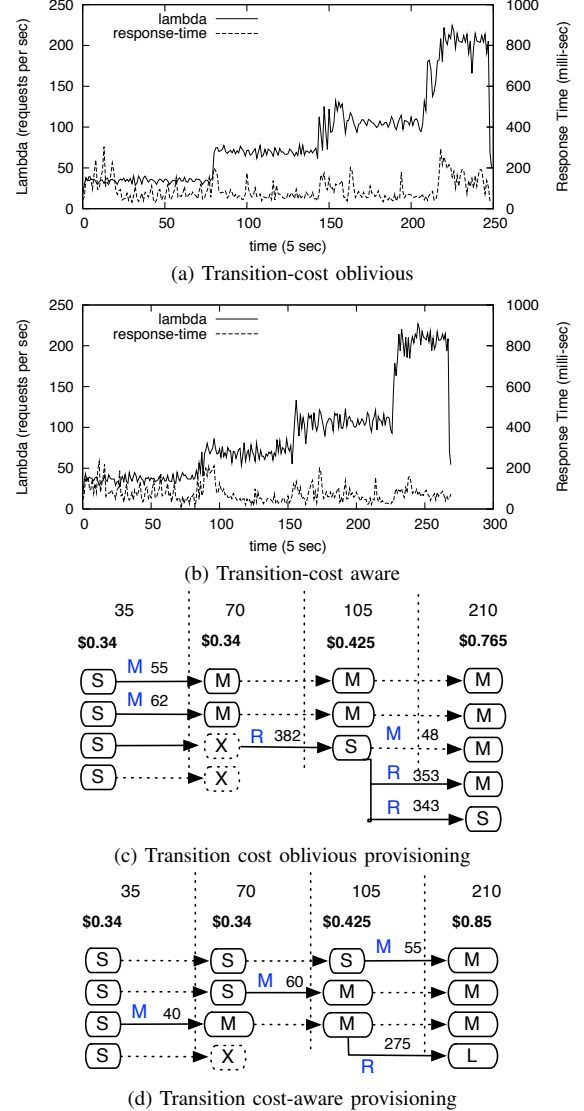 250
200
150
100
50
0
Lambda (requests per sec)
lambda
response-time
1000
800
600
400
200
0
Response Time (milli-sec)
0 50 100 150 200 250
time (5 sec)
(a) Transition-cost oblivious
250
200
150
100
50
0
Lambda (requests per sec)
lambda
response-time
1000
800
600
400
200
0
Response Time (milli-sec)
0 50 100 150 200 250 300
time (5 sec)
(b) Transition-cost aware
35 70 105 210
$0.34 $0.34 $0.425 $0.765
S M 55 M M M
S M 62 M M M
S X R 382 S M 48 M
S X R 353 M
R 343 S
(c) Transition cost oblivious provisioning
35 70 105 210
$0.34 $0.34 $0.425 $0.85
S S S M 55 M
S S M 60 M M
S M 40 M M M
S X R 275 L
(d) Transition cost-aware provisioning